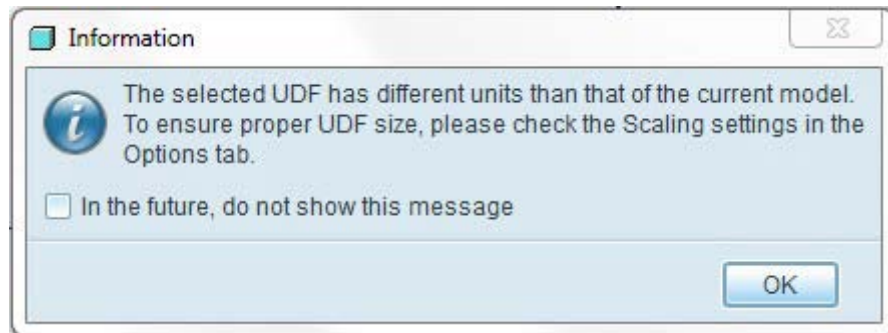 Information
The selected UDF has different units than that of the current model.
To ensure proper UDF size, please check the Scaling settings in the
Options tab.
In the future, do not show this message
OK